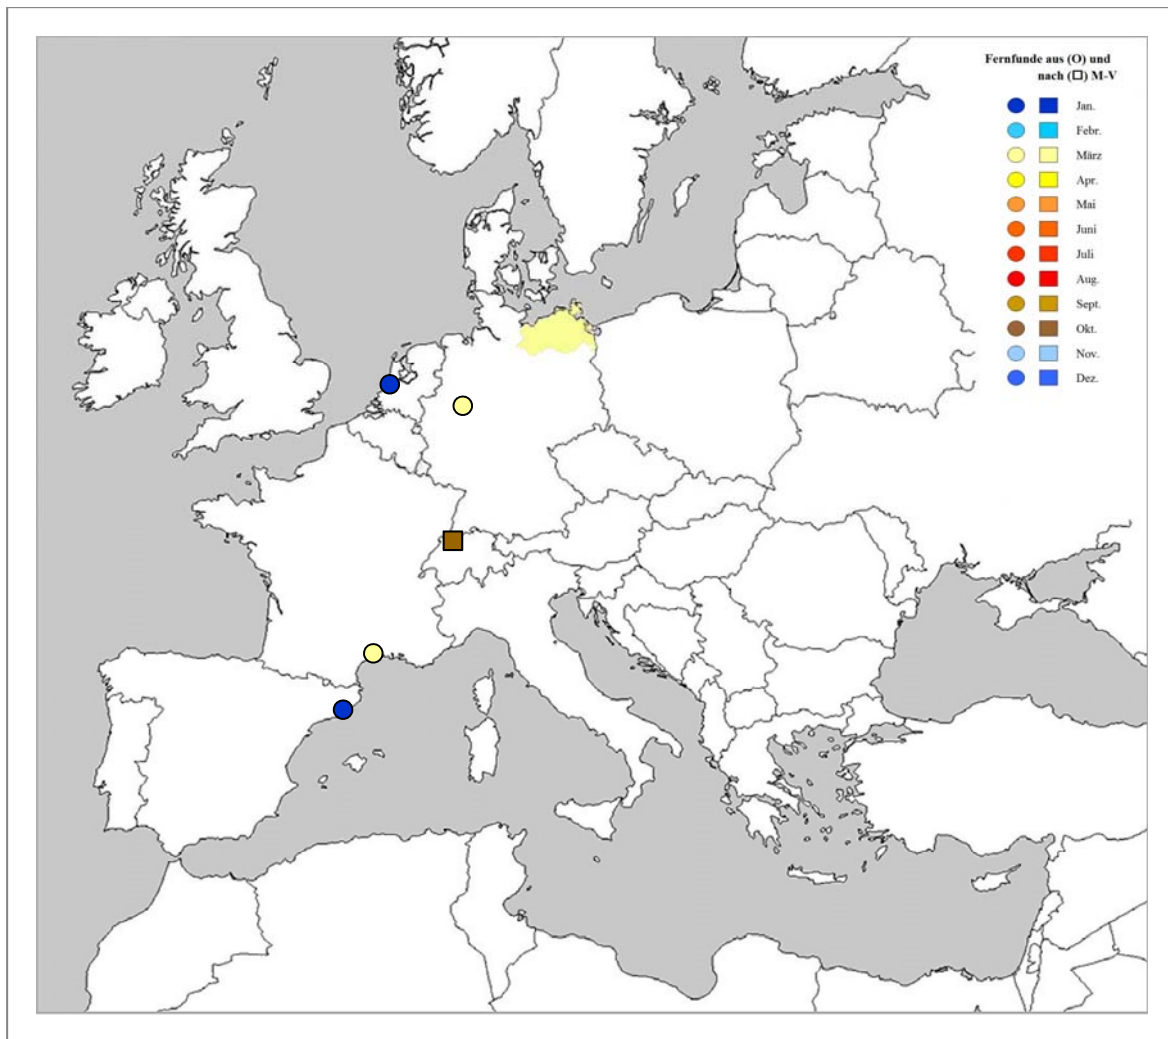 Fernfunde aus (O) und
nach (□) M-V
Jan.
Febr.
März
Apr.
Mai
Juni
Juli
Aug.
Sept.
Okt.
Nov.
Dez.